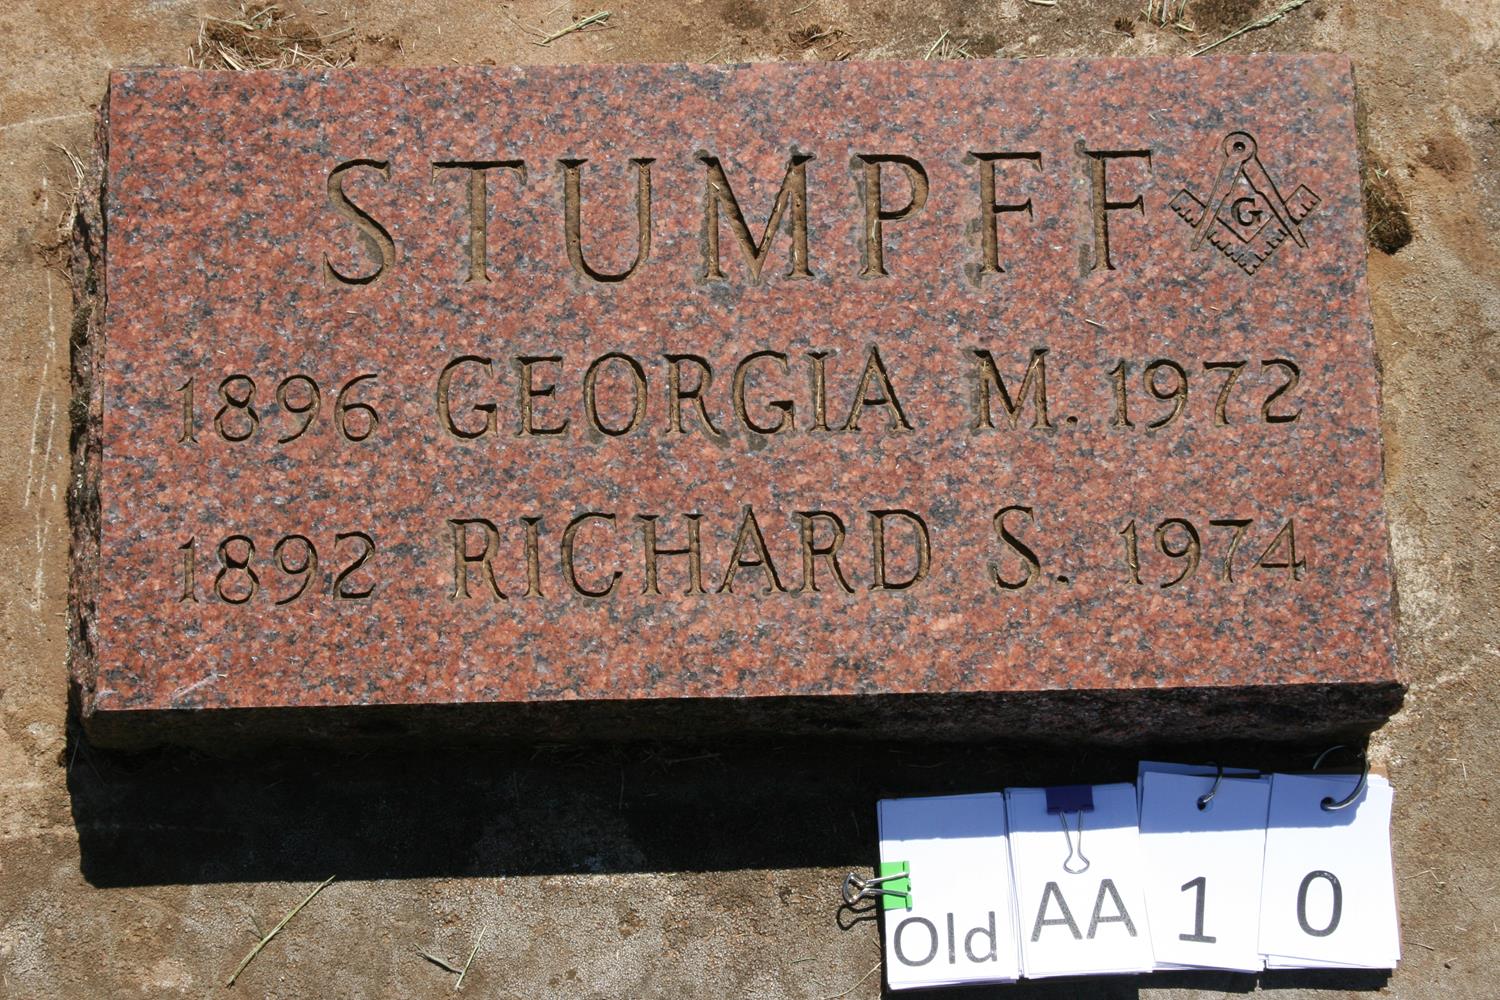 STUMPFF
G
1896 GEORGIA M. 1972
1892 RICHARD S. 1974
Old AA 1 0